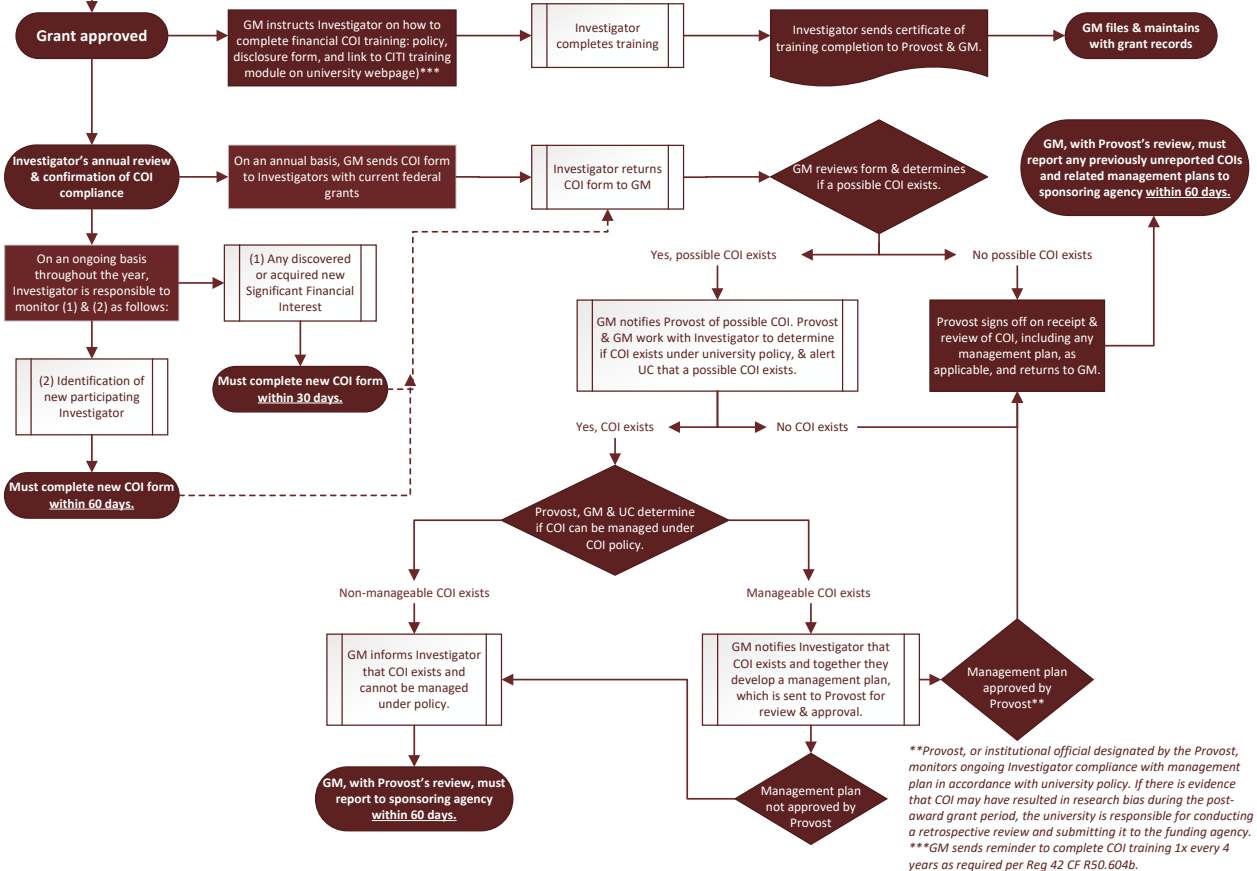 Grant approved
GM instructs Investigator on how to
complete financial COI training: policy,
disclosure form, and link to CITI training
module on university webpage)***
Investigator
completes training
Investigator sends certificate of
training completion to Provost & GM.
GM files & maintains
with grant records
Investigator's annual review
& confirmation of COI
compliance
On an annual basis, GM sends COI form
to Investigators with current federal
grants
Investigator returns
COI form to GM
GM reviews form & determines
if a possible COI exists.
GM, with Provost's review, must
report any previously unreported COIs
and related management plans to
sponsoring agency within 60 days.
On an ongoing basis
throughout the year,
Investigator is responsible to
monitor (1) & (2) as follows:
(1) Any discovered
or acquired new
Significant Financial
Interest
Yes, possible COI exists
No possible COI exists
GM notifies Provost of possible COI. Provost
& GM work with Investigator to determine
if COI exists under university policy, & alert
UC that a possible COI exists.
Provost signs off on receipt &
review of COI, including any
management plan, as
applicable, and returns to GM.
(2) Identification of
new participating
Investigator
Must complete new COI form
within 30 days.
Yes, COI exists
No COI exists
Must complete new COI form
within 60 days.
Provost, GM & UC determine
if COI can be managed under
COI policy.
Non-manageable COI exists
Manageable COI exists
GM informs Investigator
that COI exists and
cannot be managed
under policy.
GM notifies Investigator that
COI exists and together they
develop a management plan,
which is sent to Provost for
review & approval.
Management plan
approved by
Provost**
GM, with Provost's review, must
report to sponsoring agency
within 60 days.
Management plan
not approved by
Provost
**Provost, or institutional official designated by the Provost,
monitors ongoing Investigator compliance with management
plan in accordance with university policy. If there is evidence
that COI may have resulted in research bias during the post-
award grant period, the university is responsible for conducting
a retrospective review and submitting it to the funding agency.
***GM sends reminder to complete COI training 1x every 4
years as required per Reg 42 CF R50.604b.